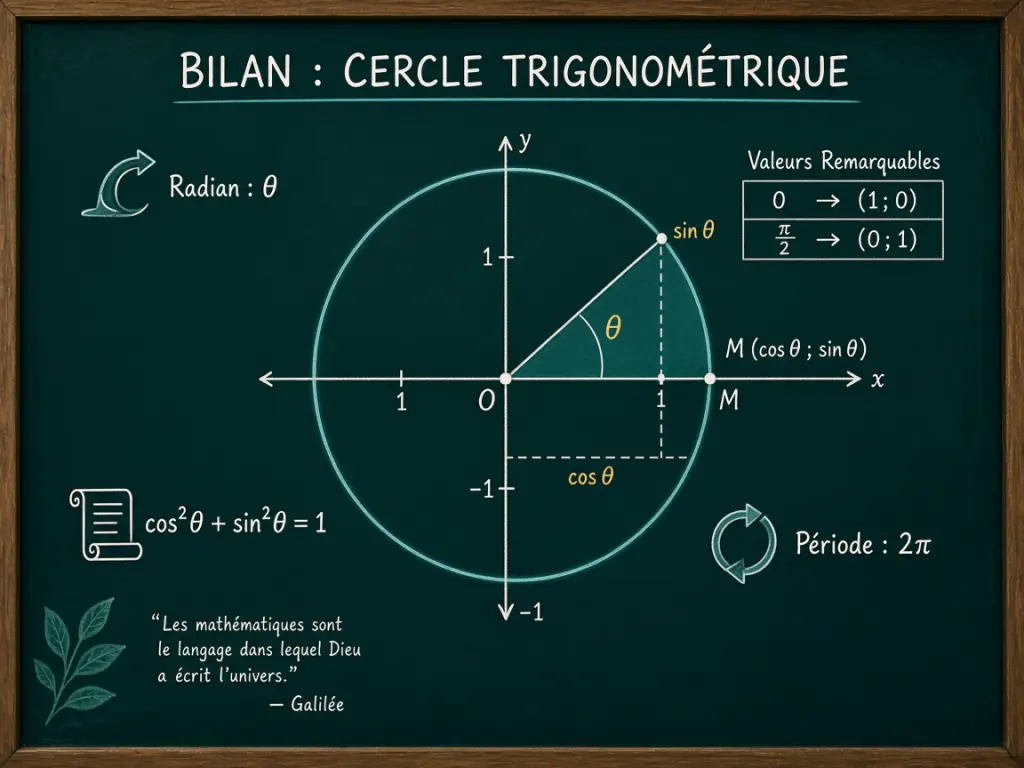 BILAN : CERCLE TRIGONOMÉTRIQUE
Radian : θ
y
1
sin θ
θ
Valeurs Remarquables
0 → (1 ; 0)
π/2 → (0 ; 1)
M (cos θ ; sin θ)
x
1
O
1
M
cos θ
−1
−1
cos²θ + sin²θ = 1
Période : 2π
“Les mathématiques sont
le langage dans lequel Dieu
a écrit l’univers.”
— Galilée